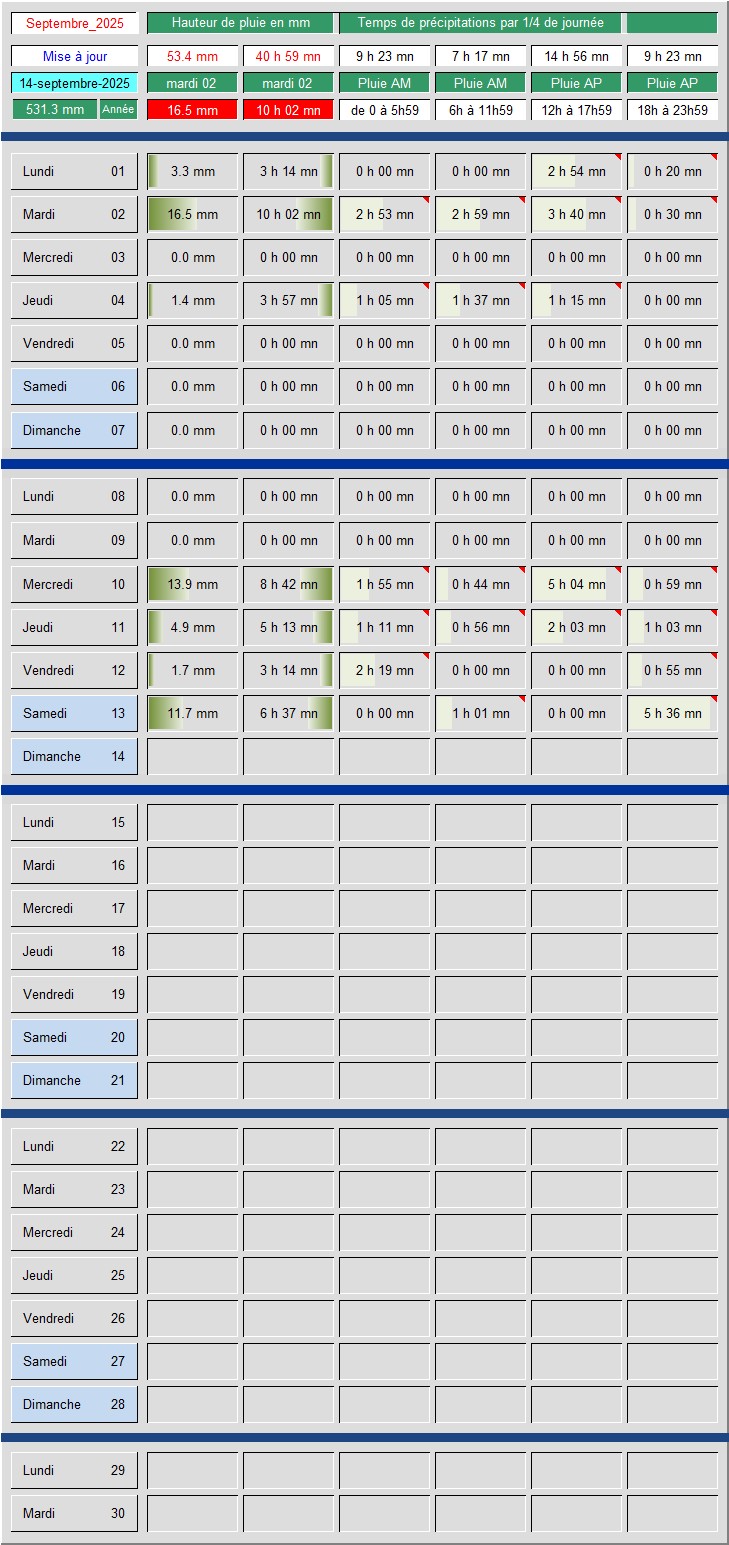 Septembre_2025 Hauteur de pluie en mm Temps de précipitations par 1/4 de journée
Mise à jour 53.4 mm 40 h 59 mn 9 h 23 mn 7 h 17 mn 14 h 56 mn 9 h 23 mn
14-septembre-2025 mardi 02 mardi 02 Pluie AM Pluie AM Pluie AP Pluie AP
531.3 mm Année 16.5 mm 10 h 02 mn de 0 à 5h59 6h à 11h59 12h à 17h59 18h à 23h59
Lundi 01 3.3 mm 3 h 14 mn 0 h 00 mn 0 h 00 mn 2 h 54 mn 0 h 20 mn
Mardi 02 16.5 mm 10 h 02 mn 2 h 53 mn 2 h 59 mn 3 h 40 mn 0 h 30 mn
Mercredi 03 0.0 mm 0 h 00 mn 0 h 00 mn 0 h 00 mn 0 h 00 mn 0 h 00 mn
Jeudi 04 1.4 mm 3 h 57 mn 1 h 05 mn 1 h 37 mn 1 h 15 mn 0 h 00 mn
Vendredi 05 0.0 mm 0 h 00 mn 0 h 00 mn 0 h 00 mn 0 h 00 mn 0 h 00 mn
Samedi 06 0.0 mm 0 h 00 mn 0 h 00 mn 0 h 00 mn 0 h 00 mn 0 h 00 mn
Dimanche 07 0.0 mm 0 h 00 mn 0 h 00 mn 0 h 00 mn 0 h 00 mn 0 h 00 mn
Lundi 08 0.0 mm 0 h 00 mn 0 h 00 mn 0 h 00 mn 0 h 00 mn 0 h 00 mn
Mardi 09 0.0 mm 0 h 00 mn 0 h 00 mn 0 h 00 mn 0 h 00 mn 0 h 00 mn
Mercredi 10 13.9 mm 8 h 42 mn 1 h 55 mn 0 h 44 mn 5 h 04 mn 0 h 59 mn
Jeudi 11 4.9 mm 5 h 13 mn 1 h 11 mn 0 h 56 mn 2 h 03 mn 1 h 03 mn
Vendredi 12 1.7 mm 3 h 14 mn 2 h 19 mn 0 h 00 mn 0 h 00 mn 0 h 55 mn
Samedi 13 11.7 mm 6 h 37 mn 0 h 00 mn 1 h 01 mn 0 h 00 mn 5 h 36 mn
Dimanche 14
Lundi 15
Mardi 16
Mercredi 17
Jeudi 18
Vendredi 19
Samedi 20
Dimanche 21
Lundi 22
Mardi 23
Mercredi 24
Jeudi 25
Vendredi 26
Samedi 27
Dimanche 28
Lundi 29
Mardi 30